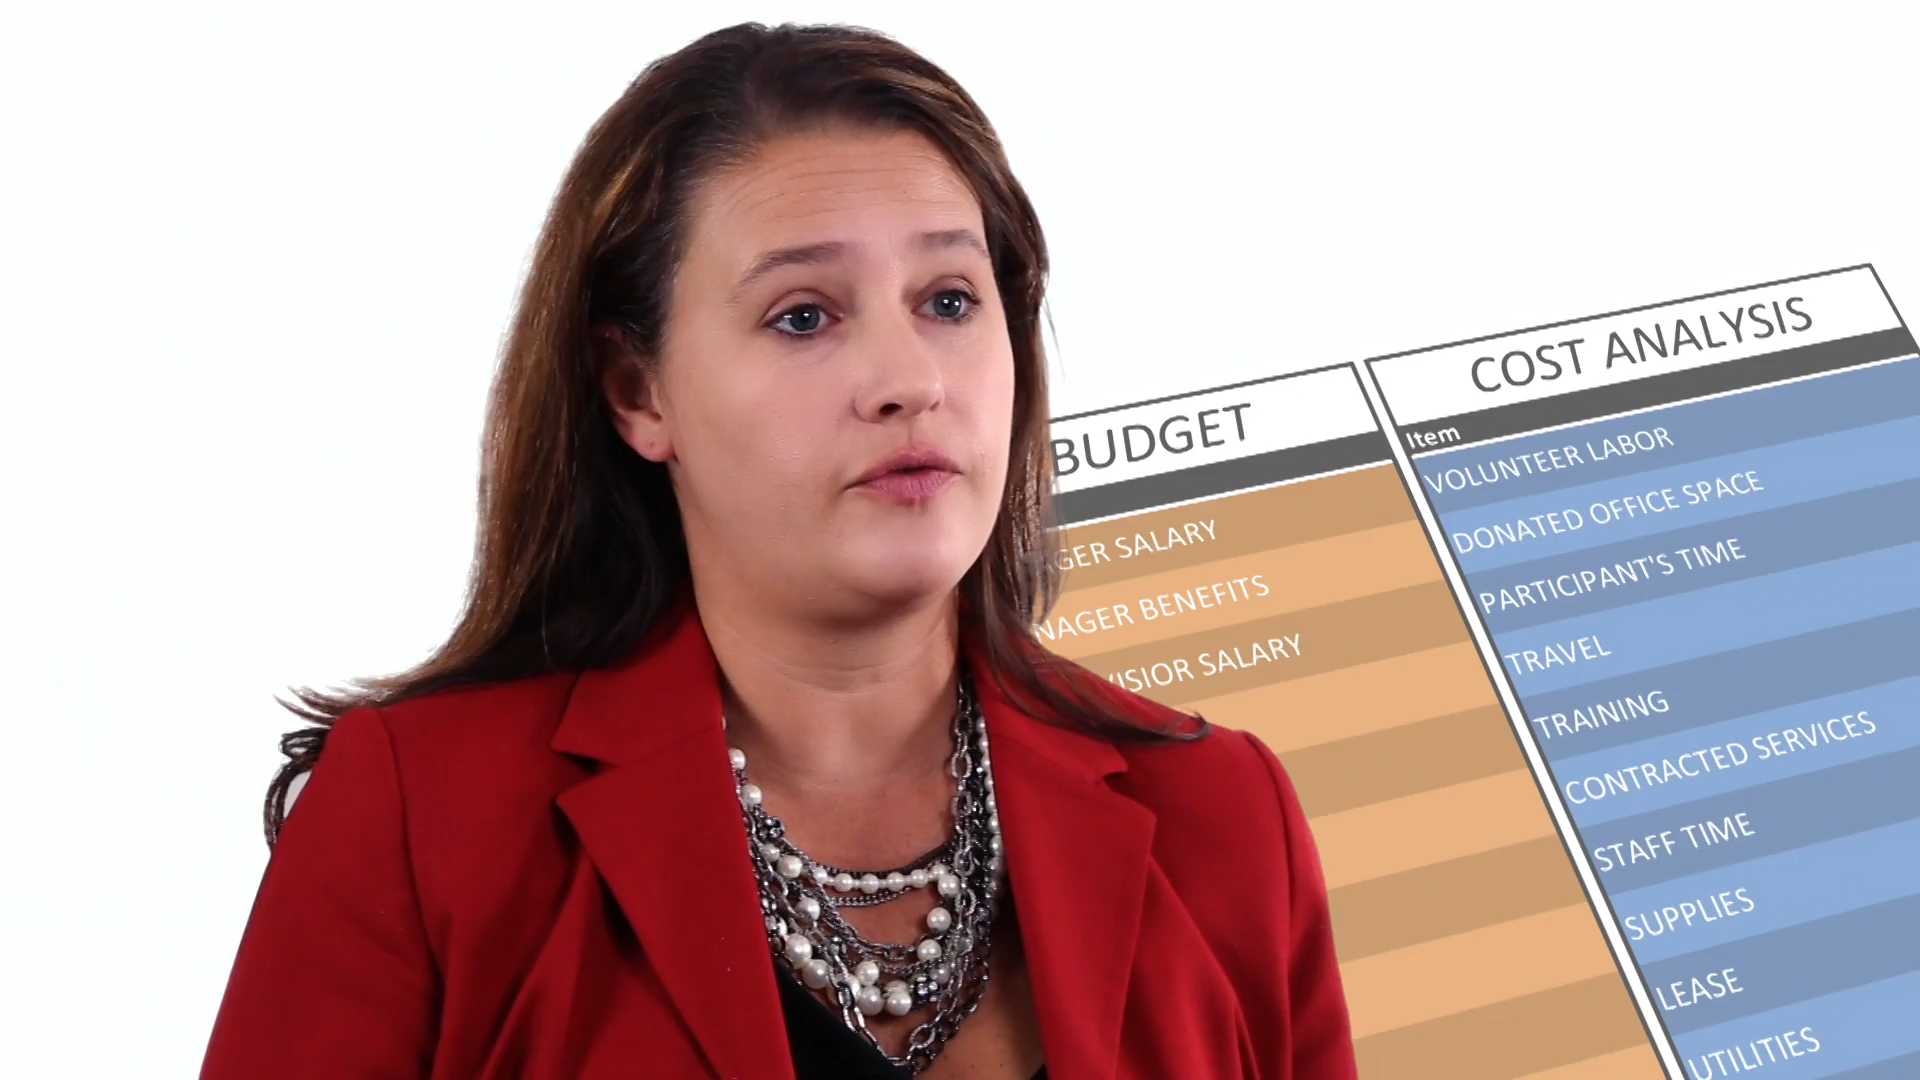 BUDGET
GER SALARY
NAGER BENEFITS
VISIOR SALARY
COST ANALYSIS
Item
VOLUNTEER LABOR
DONATED OFFICE SPACE
PARTICIPANT'S TIME
TRAVEL
TRAINING
CONTRACTED SERVICES
STAFF TIME
SUPPLIES
LEASE
UTILITIES